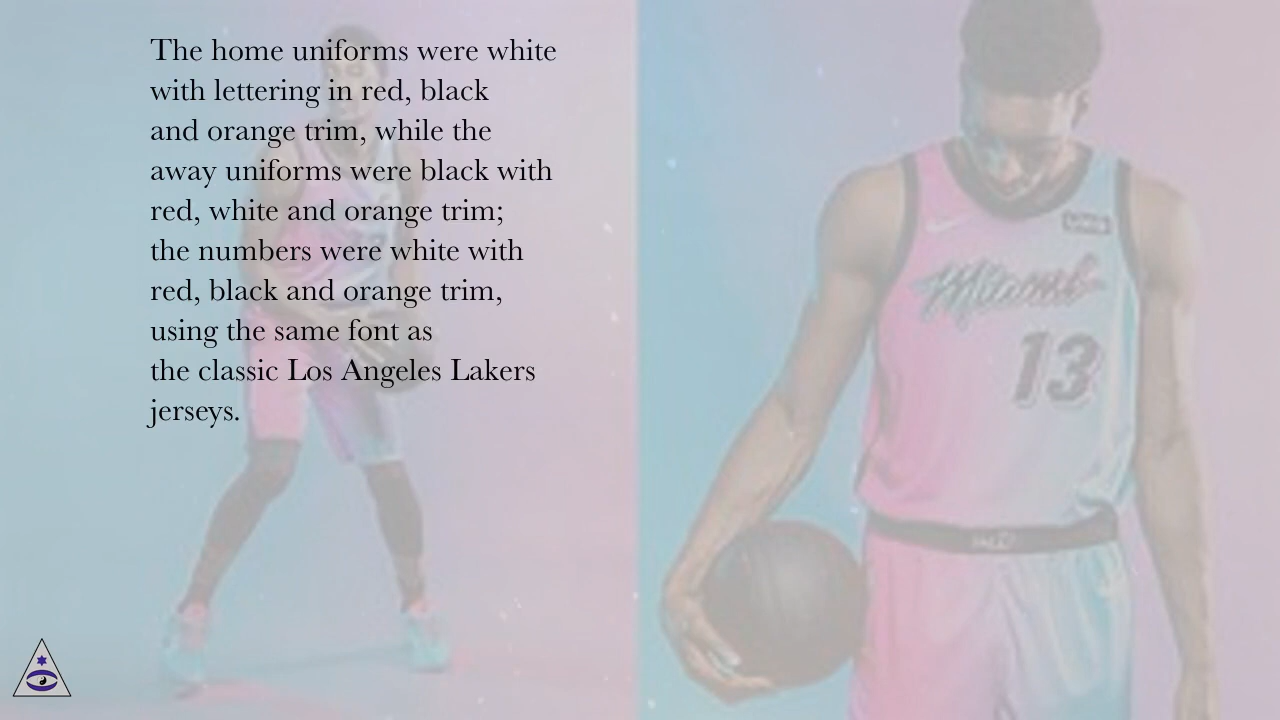 The home uniforms were white
with lettering in red, black
and orange trim, while the
away uniforms were black with
red, white and orange trim;
the numbers were white with
red, black and orange trim,
using the same font as
the classic Los Angeles Lakers
jerseys.
Miami
13